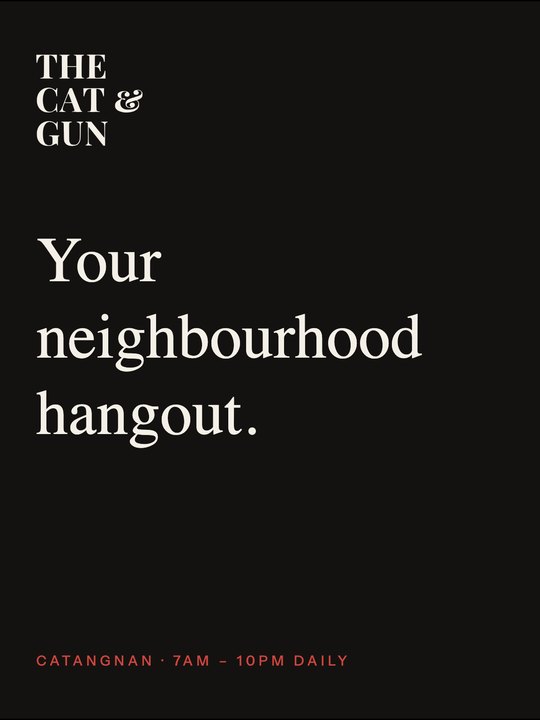 THE
CAT &
GUN
Your
neighbourhood
hangout.
CATANGNAN · 7AM – 10PM DAILY